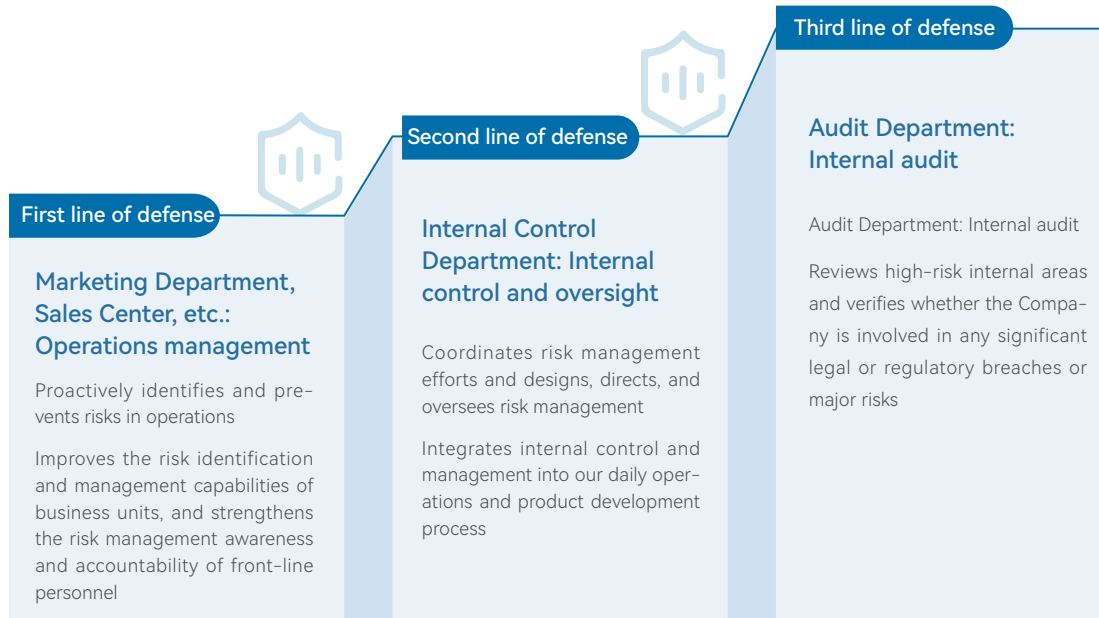 First line of defense
Marketing Department,
Sales Center, etc.:
Operations management
Proactively identifies and pre-
vents risks in operations
Improves the risk identification
and management capabilities of
business units, and strengthens
the risk management awareness
and accountability of front-line
personnel
Second line of defense
Internal Control
Department: Internal
control and oversight
Coordinates risk management
efforts and designs, directs, and
oversees risk management
Integrates internal control and
management into our daily oper-
ations and product development
process
Third line of defense
Audit Department:
Internal audit
Audit Department: Internal audit
Reviews high-risk internal areas
and verifies whether the Compa-
ny is involved in any significant
legal or regulatory breaches or
major risks